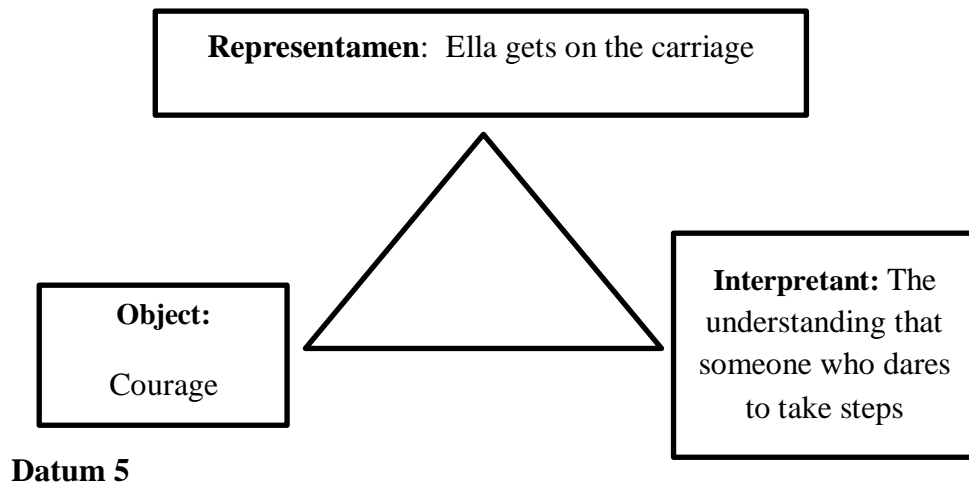 Representamen: Ella gets on the carriage
Object:
Courage
Interpretant: The
understanding that
someone who dares
to take steps
Datum 5